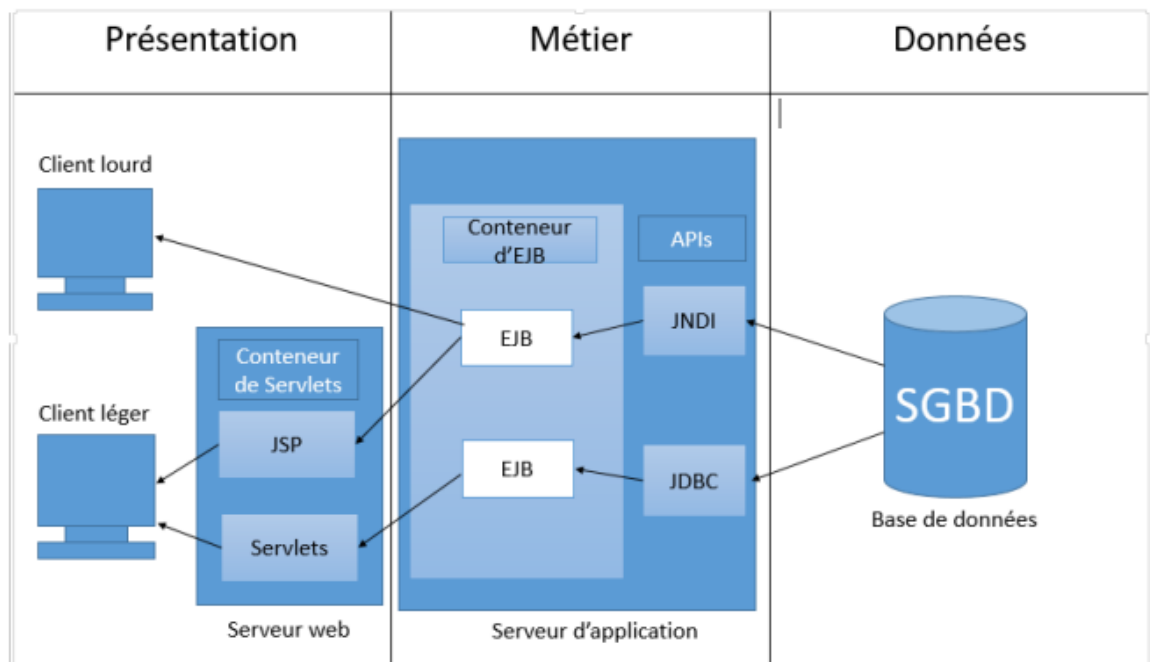 Présentation
Métier
Données
Client lourd
Conteneur
d'EJB
APIs
JNDI
EJB
SGBD
Conteneur
de Servlets
Client léger
JSP
EJB
JDBC
Base de données
Servlets
Serveur web
Serveur d'application